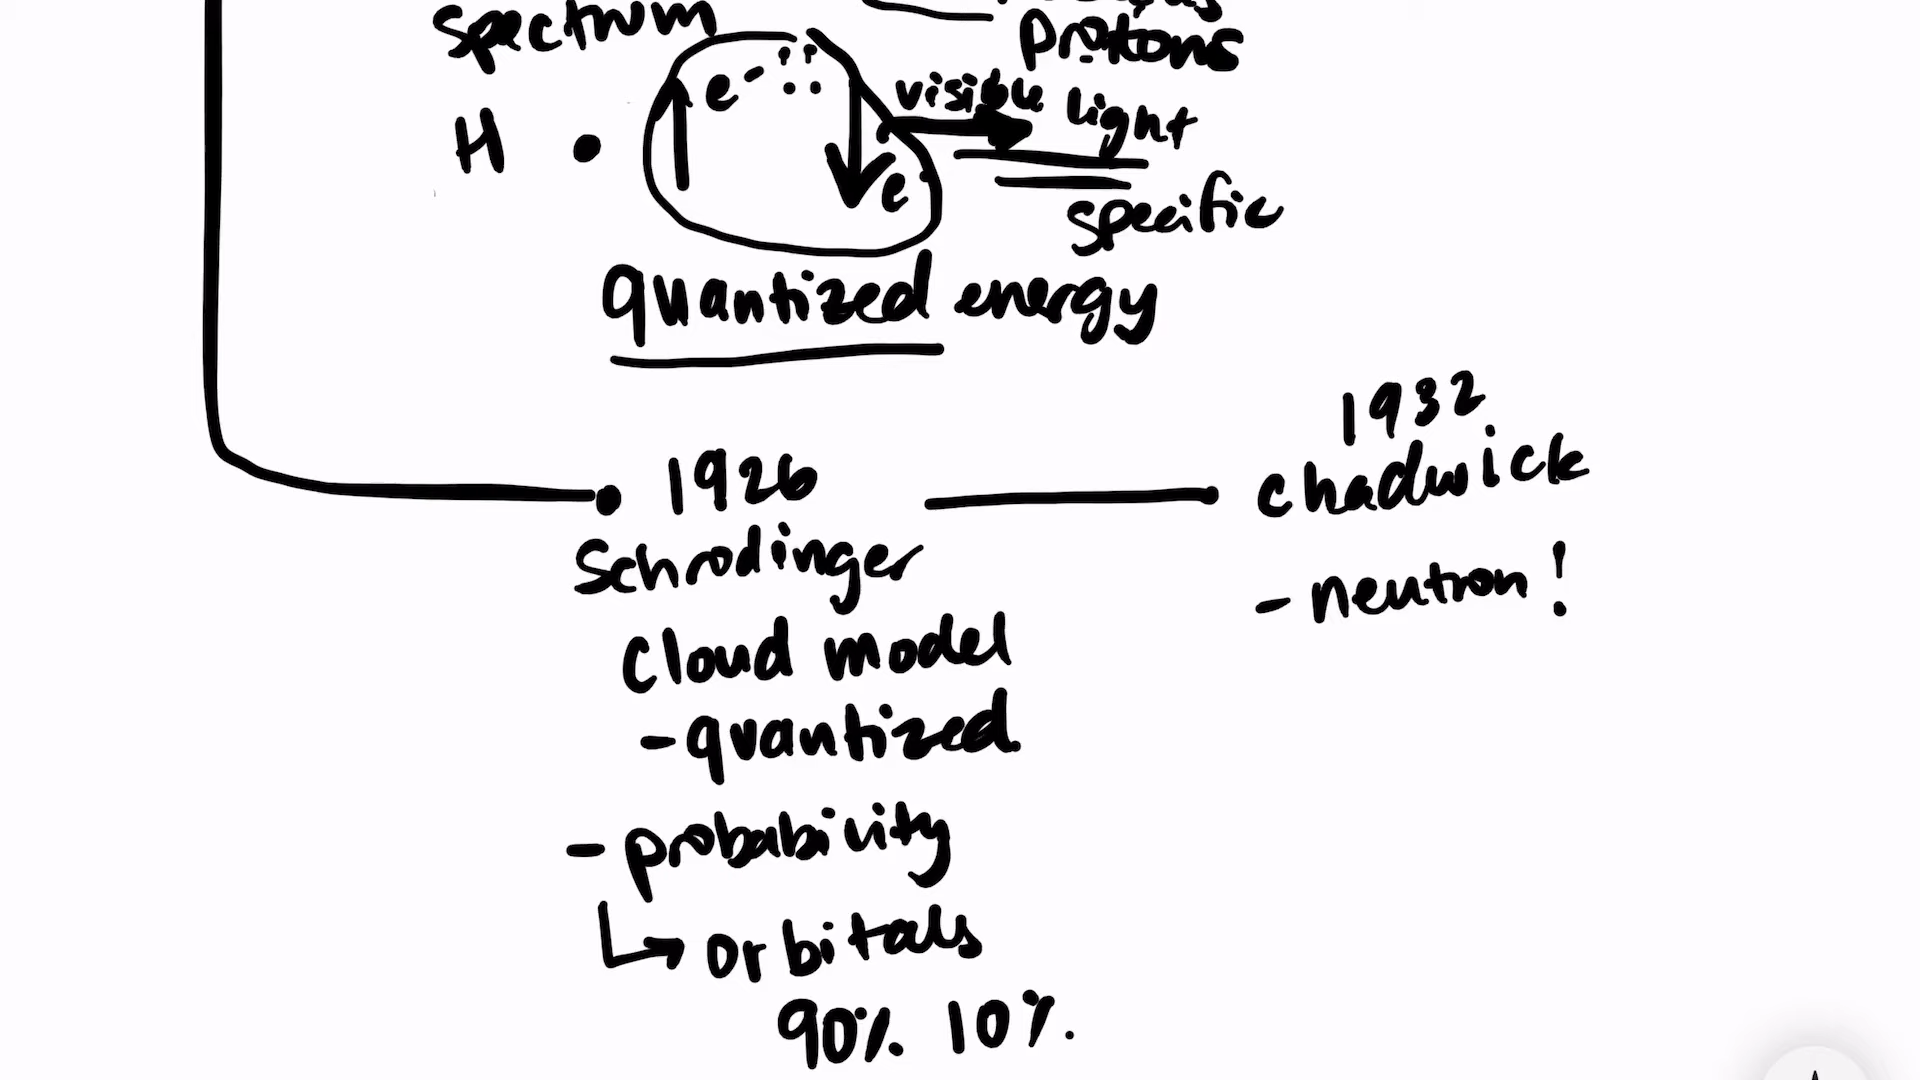 spectrum
protons
e-
visible light
H
e
specific
quantized energy
1932
chadwick
- neutron!
1926
Schrodinger
cloud model
- quantized
- probability
orbitals
90% 10%